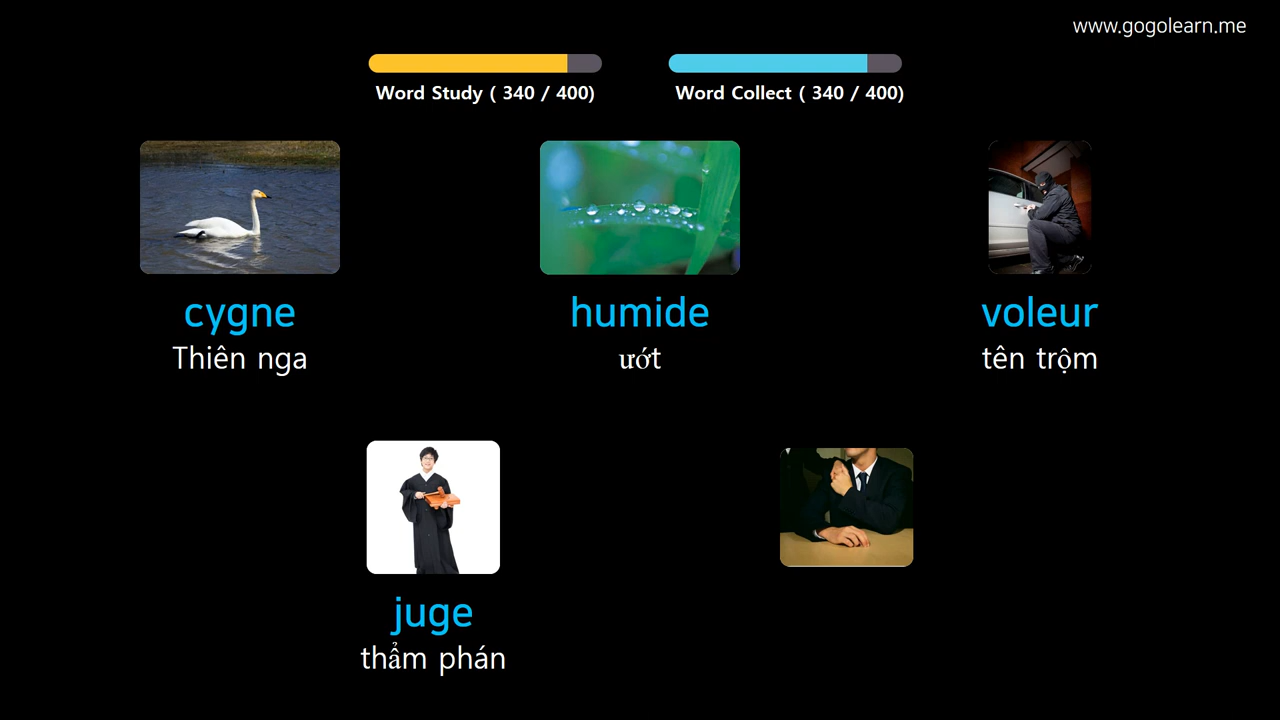 www.gogolearn.me
Word Study ( 340 / 400)
Word Collect ( 340 / 400)
cygne
humide
voleur
Thiên nga
ướt
tên trộm
juge
thẩm phán